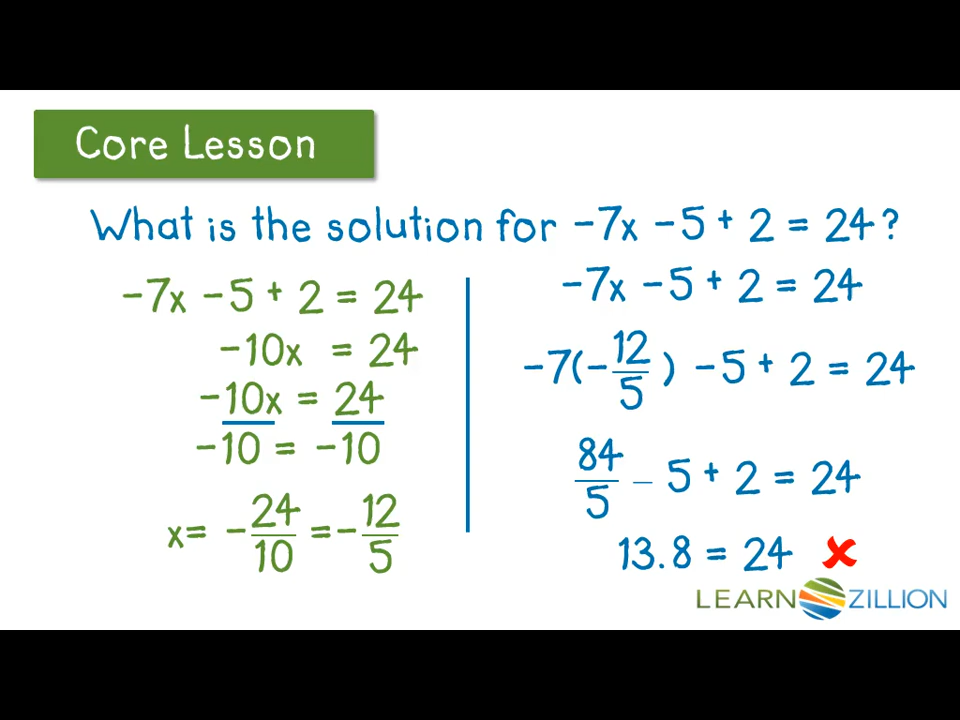 Core Lesson
What is the solution for -7x -5 + 2 = 24?
-7x -5 + 2 = 24
-10x = 24
-10x = 24
-10 = -10
x= - 24/10 = - 12/5
-7x -5 + 2 = 24
-7(- 12/5 ) -5 + 2 = 24
84/5 – 5 + 2 = 24
13.8 = 24 ✘
LEARN ZILLION